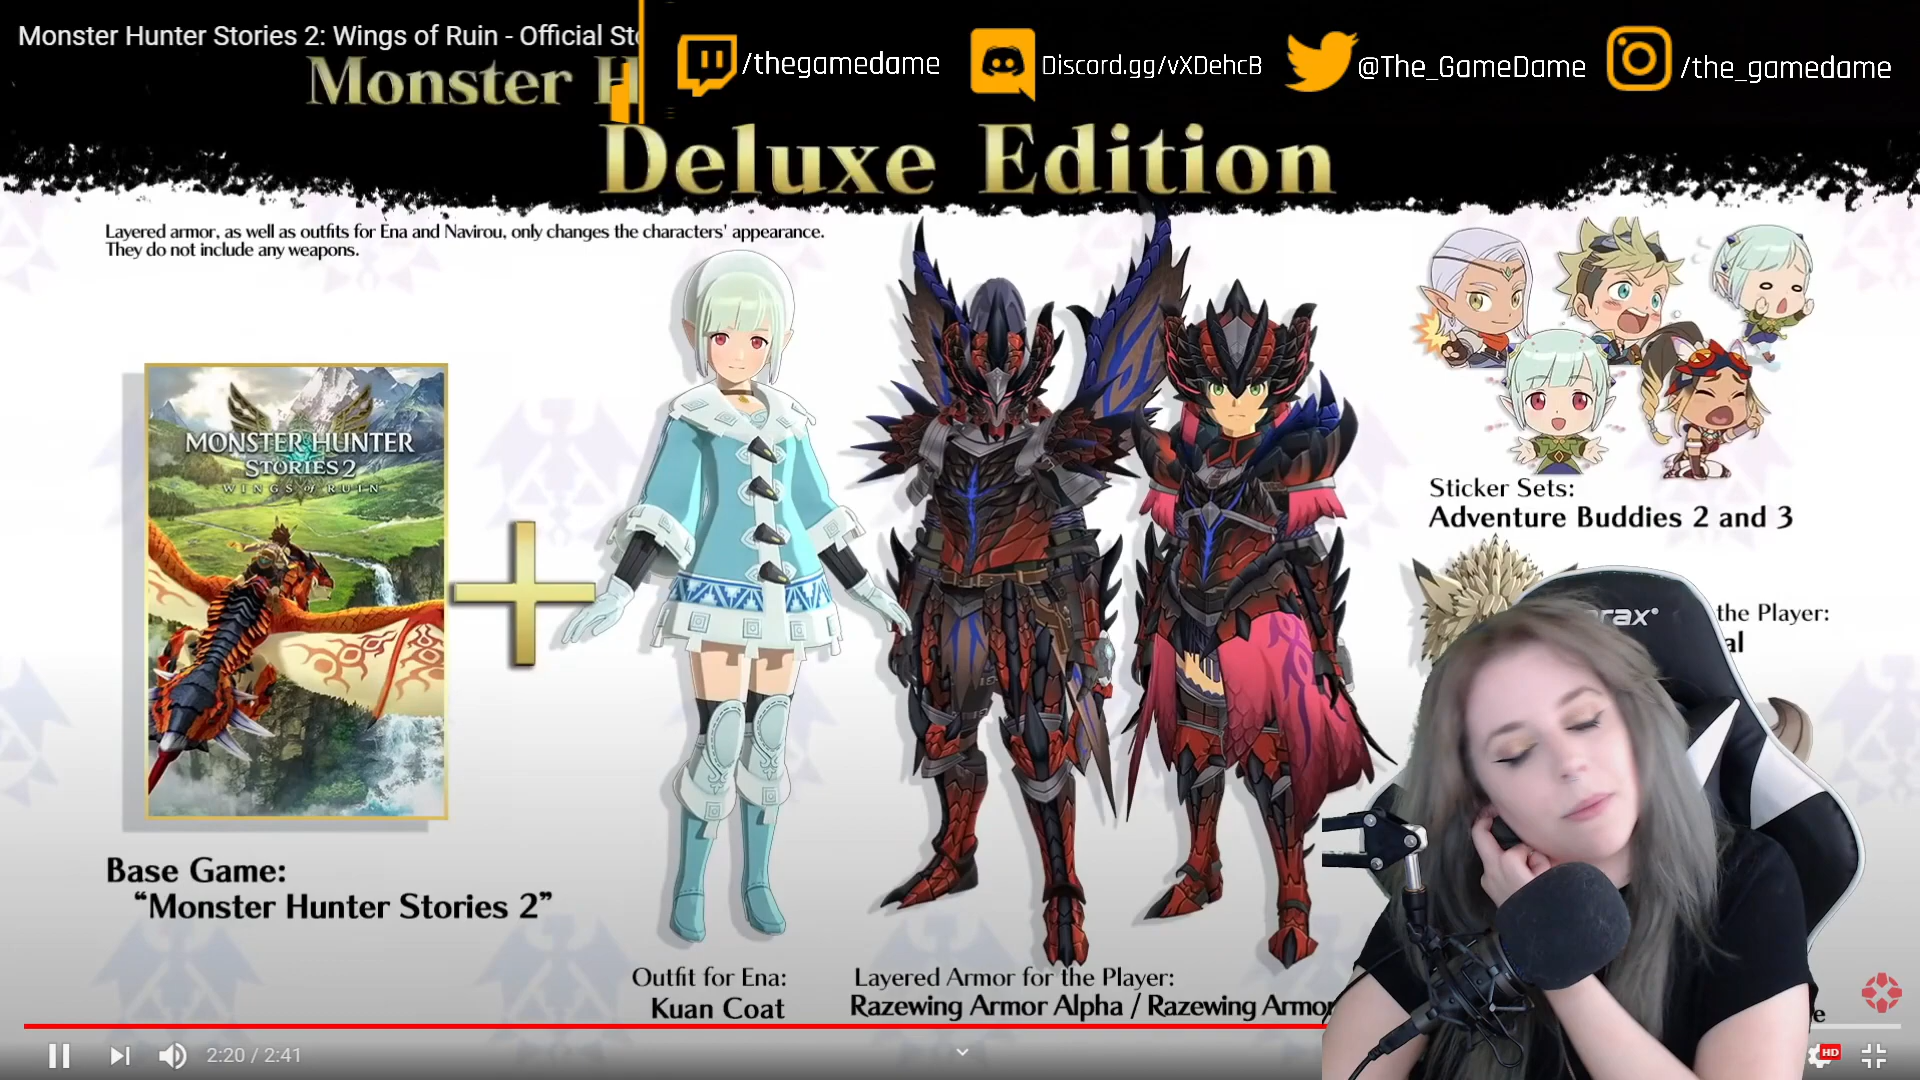 Monster Hunter Stories 2: Wings of Ruin - Official
/thegamedame
Discord.gg/vXDehcB
@The_GameDame
/the_gamedame
Monster
Deluxe Edition
Layered armor, as well as outfits for Ena and Navirou, only changes the characters' appearance.
They do not include any weapons.
MONSTER HUNTER
STORIES 2
WINGS of RUIN
Sticker Sets:
Adventure Buddies 2 and 3
the Player:
Base Game:
“Monster Hunter Stories 2”
Outfit for Ena:
Kuan Coat
Layered Armor for the Player:
Razewing Armor Alpha / Razewing Armor
2:20 / 2:41
HD